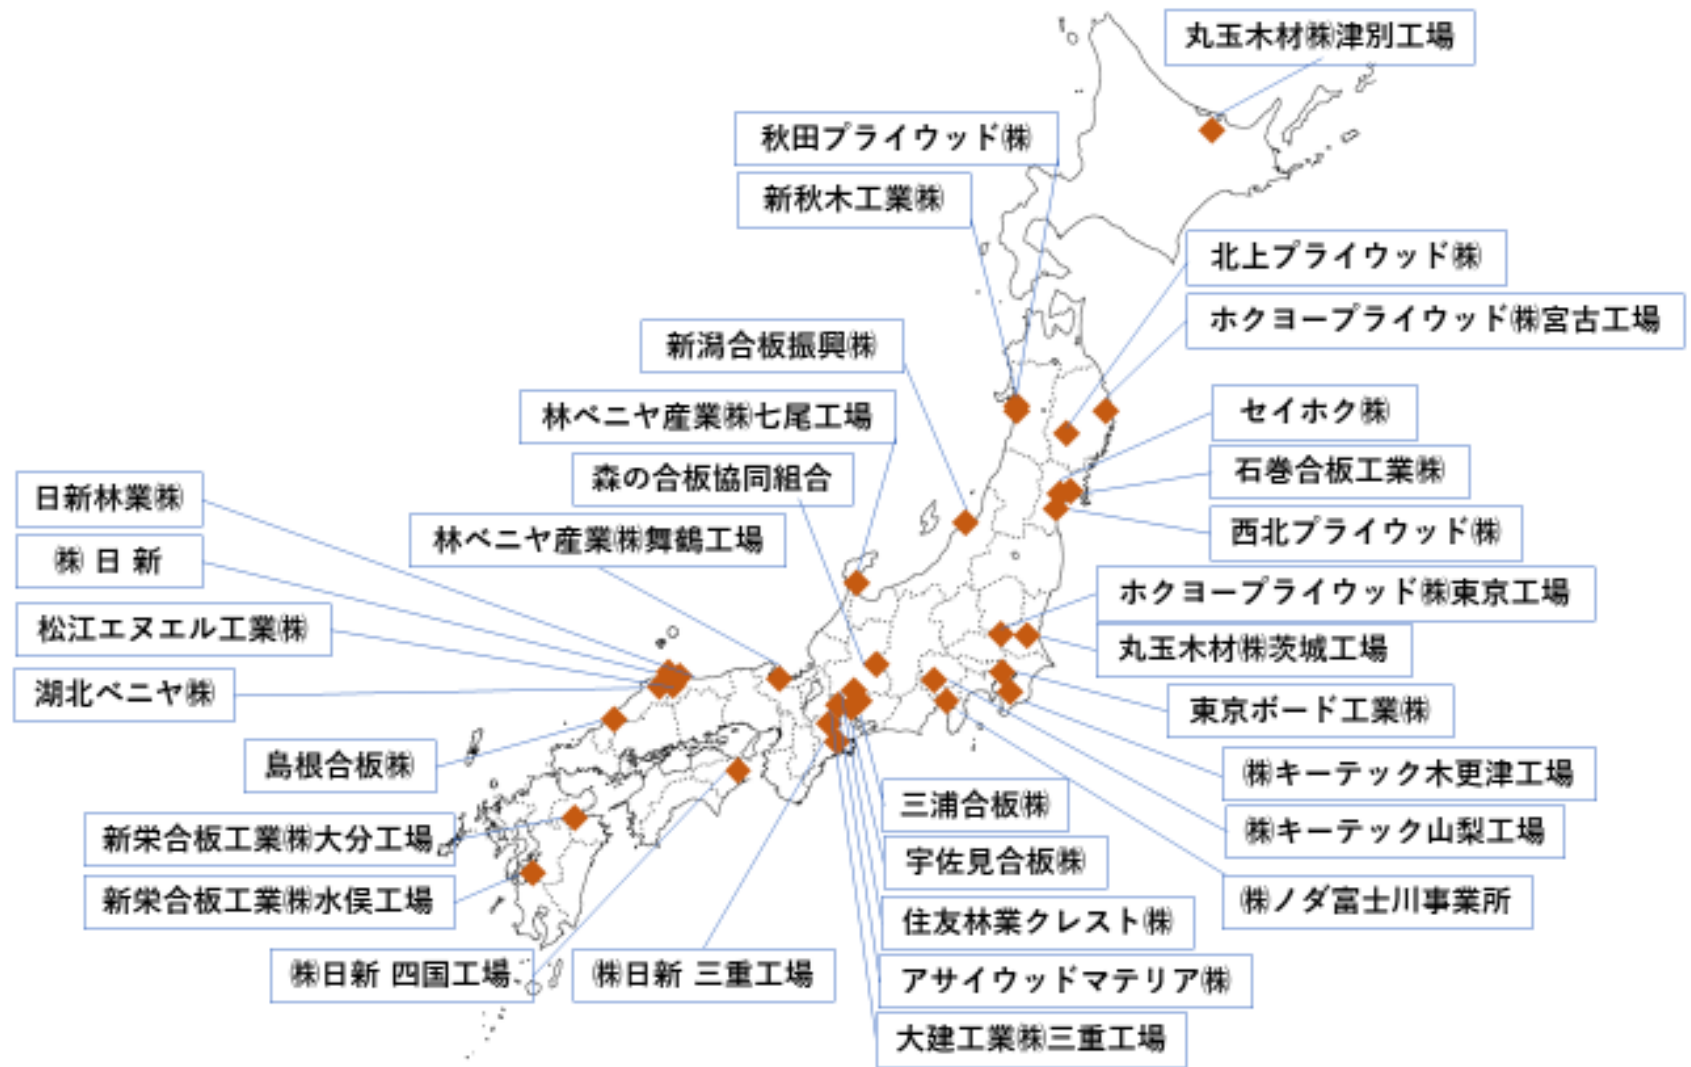 丸玉木材㈱津別工場
秋田プライウッド㈱
新秋木工業㈱
北上プライウッド㈱
ホクヨープライウッド㈱宮古工場
新潟合板振興㈱
林ベニヤ産業㈱七尾工場
セイホク㈱
森の合板協同組合
石巻合板工業㈱
日新林業㈱
林ベニヤ産業㈱舞鶴工場
西北プライウッド㈱
㈱ 日 新
ホクヨープライウッド㈱東京工場
松江エヌエル工業㈱
丸玉木材㈱茨城工場
湖北ベニヤ㈱
東京ボード工業㈱
島根合板㈱
㈱キーテック木更津工場
三浦合板㈱
新栄合板工業㈱大分工場
㈱キーテック山梨工場
宇佐見合板㈱
新栄合板工業㈱水俣工場
㈱ノダ富士川事業所
住友林業クレスト㈱
㈱日新 四国工場
㈱日新 三重工場
アサイウッドマテリア㈱
大建工業㈱三重工場